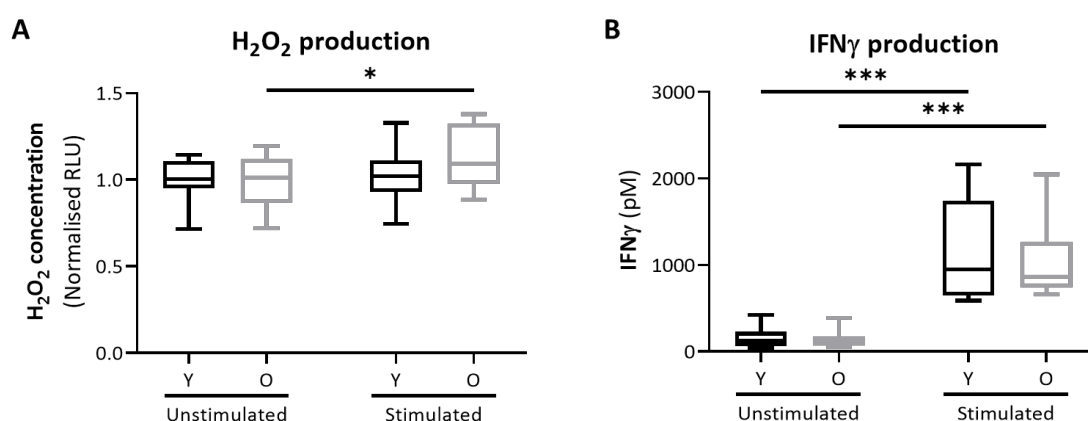 A
H₂O₂ production
*
1.5
1.0
0.5
0.0
H₂O₂ concentration
(Normalised RLU)
Y O Y O
Unstimulated Stimulated
B
IFNγ production
***
***
3000
2000
1000
0
IFNγ (pM)
Y O Y O
Unstimulated Stimulated